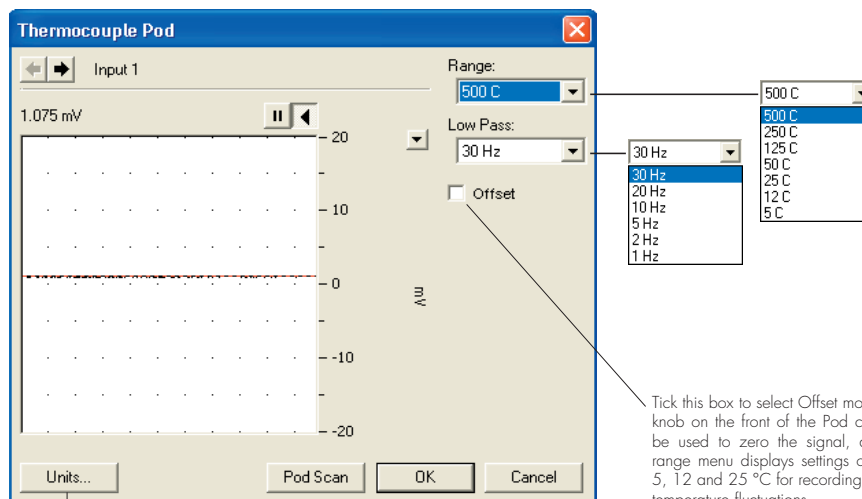 Thermocouple Pod
Input 1
Range:
500 C
1.075 mV
Low Pass:
30 Hz
Offset
20
10
0
-10
-20
mV
Units...
Pod Scan
OK
Cancel
30 Hz
30 Hz
20 Hz
10 Hz
5 Hz
2 Hz
1 Hz
500 C
500 C
250 C
125 C
50 C
25 C
12 C
5 C
Tick this box to select Offset
knob on the front of the Pod
be used to zero the signal,
range menu displays settings
5, 12 and 25 °C for recording
temperature fluctuations